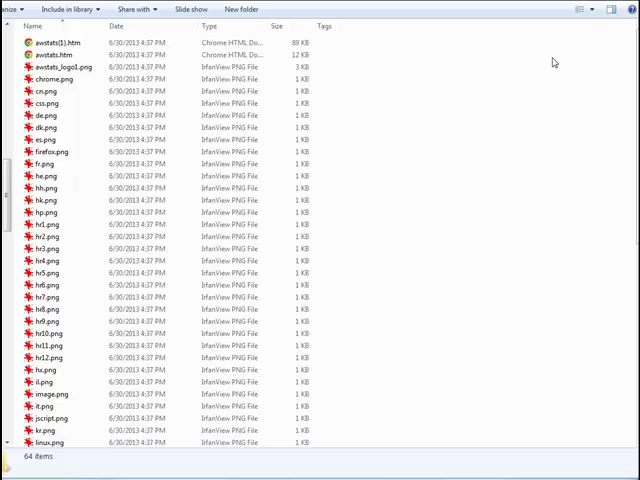 anize Include in library Share with Slide show New folder
Name Date Type Size Tags
awstats(1).htm 6/30/2013 4:37 PM Chrome HTML Do... 89 KB
awstats.htm 6/30/2013 4:37 PM Chrome HTML Do... 12 KB
awstats_logo1.png 6/30/2013 4:37 PM IrfanView PNG File 3 KB
chrome.png 6/30/2013 4:37 PM IrfanView PNG File 1 KB
cn.png 6/30/2013 4:37 PM IrfanView PNG File 1 KB
css.png 6/30/2013 4:37 PM IrfanView PNG File 1 KB
de.png 6/30/2013 4:37 PM IrfanView PNG File 1 KB
dk.png 6/30/2013 4:37 PM IrfanView PNG File 1 KB
es.png 6/30/2013 4:37 PM IrfanView PNG File 1 KB
firefox.png 6/30/2013 4:37 PM IrfanView PNG File 1 KB
fr.png 6/30/2013 4:37 PM IrfanView PNG File 1 KB
he.png 6/30/2013 4:37 PM IrfanView PNG File 1 KB
hh.png 6/30/2013 4:37 PM IrfanView PNG File 1 KB
hk.png 6/30/2013 4:37 PM IrfanView PNG File 1 KB
hp.png 6/30/2013 4:37 PM IrfanView PNG File 1 KB
hr1.png 6/30/2013 4:37 PM IrfanView PNG File 1 KB
hr2.png 6/30/2013 4:37 PM IrfanView PNG File 1 KB
hr3.png 6/30/2013 4:37 PM IrfanView PNG File 1 KB
hr4.png 6/30/2013 4:37 PM IrfanView PNG File 1 KB
hr5.png 6/30/2013 4:37 PM IrfanView PNG File 1 KB
hr6.png 6/30/2013 4:37 PM IrfanView PNG File 1 KB
hr7.png 6/30/2013 4:37 PM IrfanView PNG File 1 KB
hr8.png 6/30/2013 4:37 PM IrfanView PNG File 1 KB
hr9.png 6/30/2013 4:37 PM IrfanView PNG File 1 KB
hr10.png 6/30/2013 4:37 PM IrfanView PNG File 1 KB
hr11.png 6/30/2013 4:37 PM IrfanView PNG File 1 KB
hr12.png 6/30/2013 4:37 PM IrfanView PNG File 1 KB
hx.png 6/30/2013 4:37 PM IrfanView PNG File 1 KB
il.png 6/30/2013 4:37 PM IrfanView PNG File 1 KB
image.png 6/30/2013 4:37 PM IrfanView PNG File 1 KB
it.png 6/30/2013 4:37 PM IrfanView PNG File 1 KB
jscript.png 6/30/2013 4:37 PM IrfanView PNG File 1 KB
kr.png 6/30/2013 4:37 PM IrfanView PNG File 1 KB
linux.png 6/30/2013 4:37 PM IrfanView PNG File 1 KB
64 items